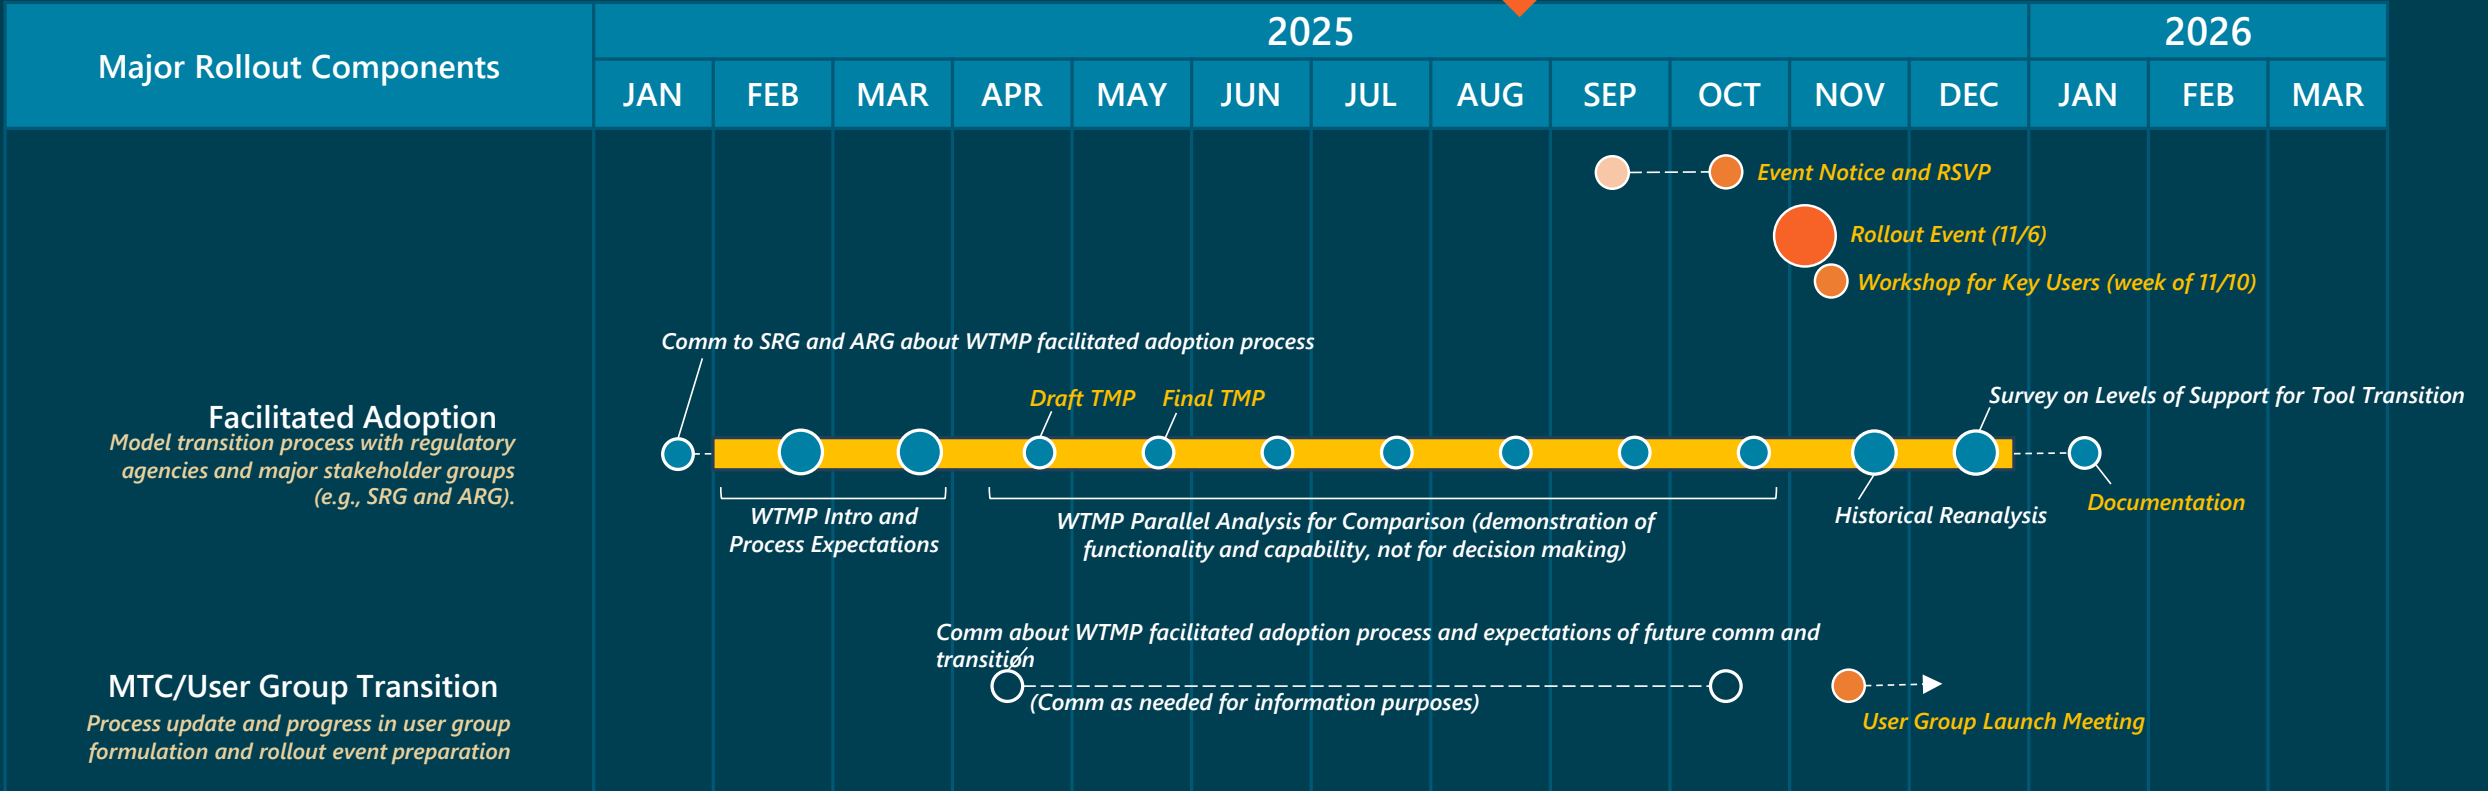 Major Rollout Components
2025
2026
JAN
FEB
MAR
APR
MAY
JUN
JUL
AUG
SEP
OCT
NOV
DEC
JAN
FEB
MAR
Event Notice and RSVP
Rollout Event (11/6)
Workshop for Key Users (week of 11/10)
Comm to SRG and ARG about WTMP facilitated adoption process
Draft TMP
Final TMP
Survey on Levels of Support for Tool Transition
Facilitated Adoption
Model transition process with regulatory
agencies and major stakeholder groups
(e.g., SRG and ARG).
WTMP Intro and
Process Expectations
WTMP Parallel Analysis for Comparison (demonstration of
functionality and capability, not for decision making)
Historical Reanalysis
Documentation
Comm about WTMP facilitated adoption process and expectations of future comm and
transition
(Comm as needed for information purposes)
MTC/User Group Transition
Process update and progress in user group
formulation and rollout event preparation
User Group Launch Meeting